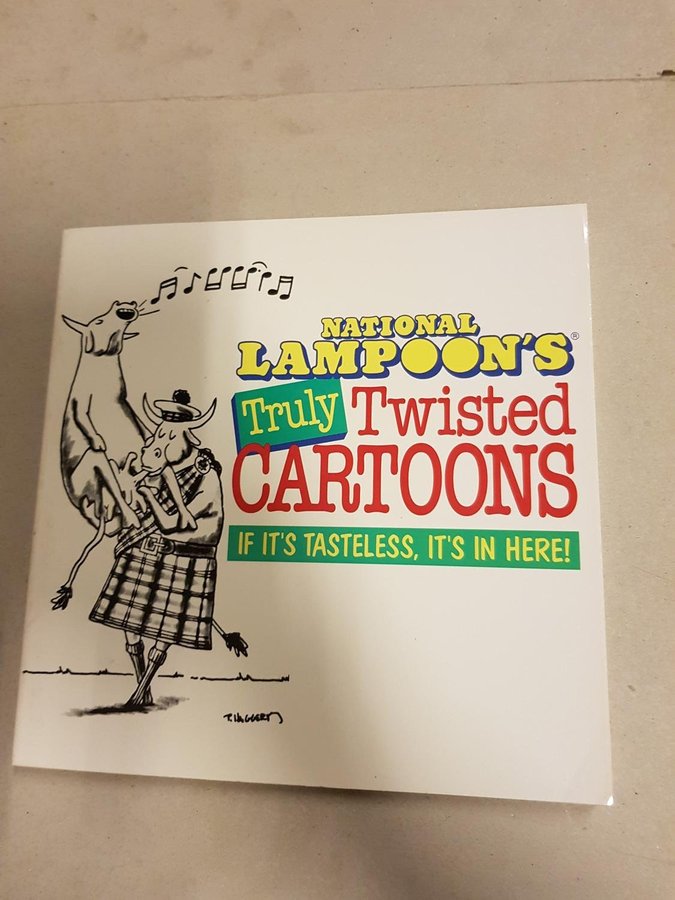 NATIONAL
LAMPOON'S®
Truly Twisted
CARTOONS
IF IT'S TASTELESS, IT'S IN HERE!